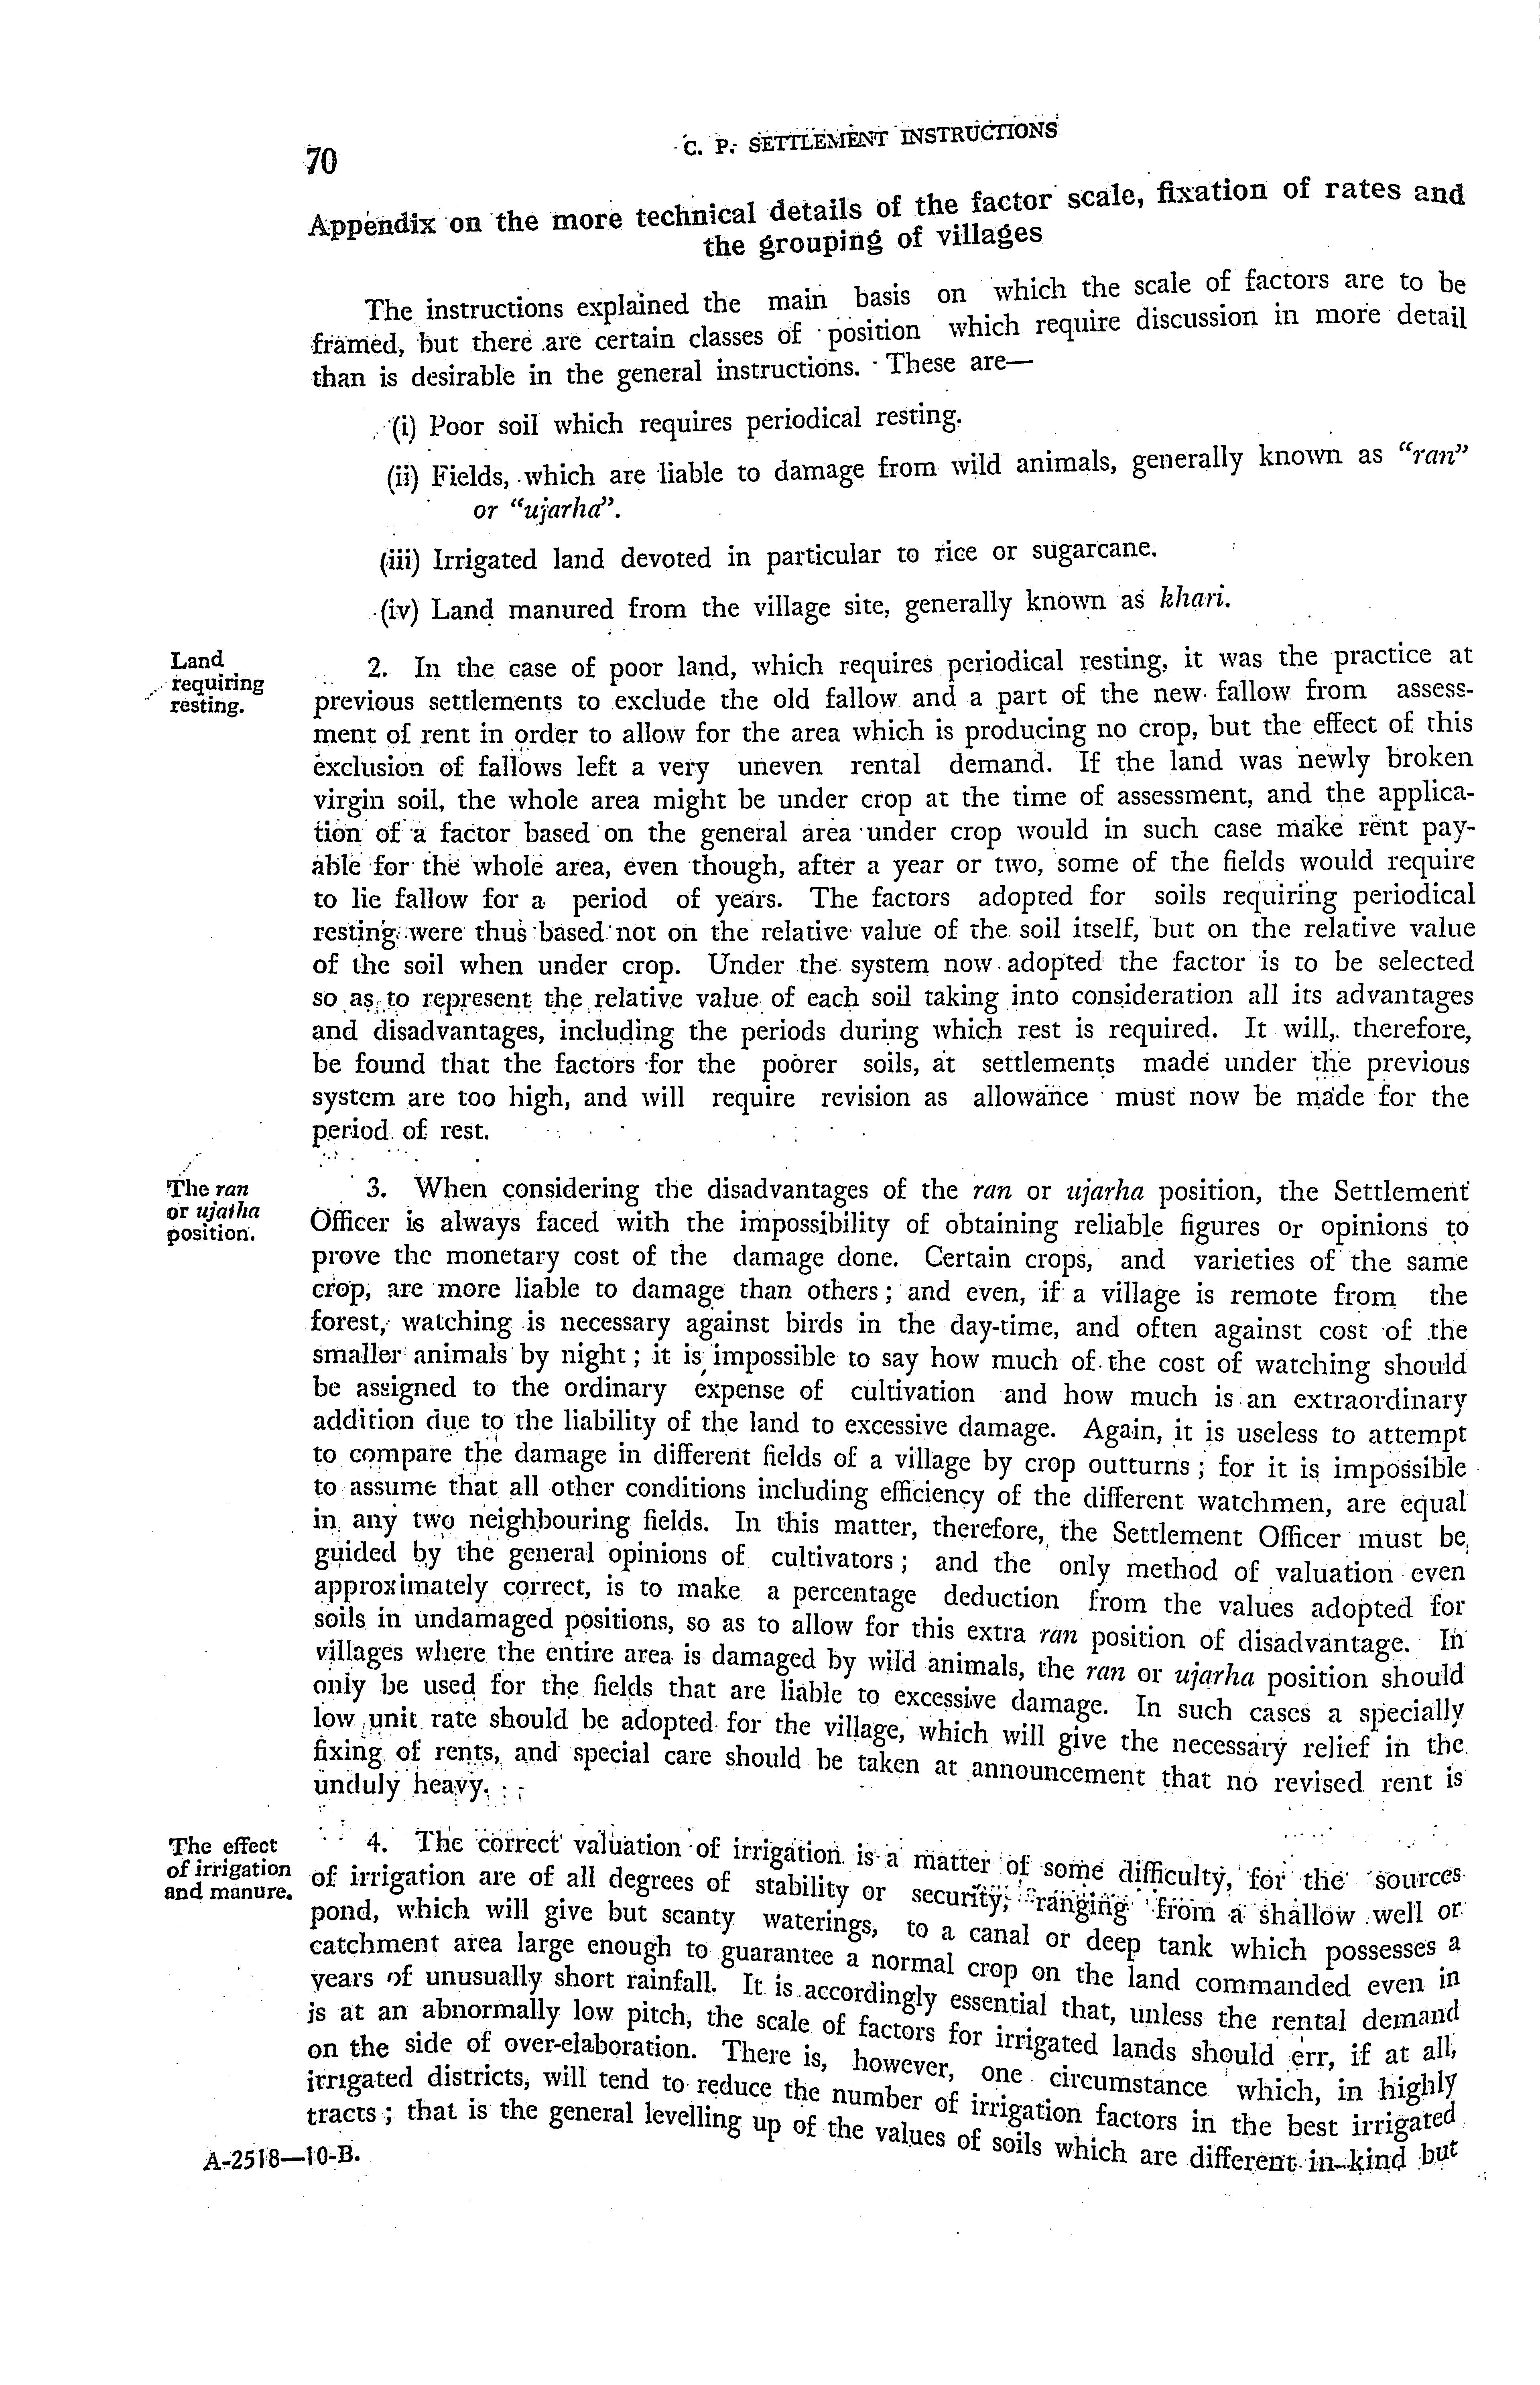 70
C. P. SETTLEMENT INSTRUCTIONS
Appendix on the more technical details of the factor scale, fixation of rates and
the grouping of villages
The instructions explained the main basis on which the scale of factors are to be
framed, but there are certain classes of position which require discussion in more detail
than is desirable in the general instructions. These are—
(i) Poor soil which requires periodical resting.
(ii) Fields, which are liable to damage from wild animals, generally known as "ran"
or "ujarha".
(iii) Irrigated land devoted in particular to rice or sugarcane.
(iv) Land manured from the village site, generally known as khari.
Land
requiring
resting.
2. In the case of poor land, which requires periodical resting, it was the practice at
previous settlements to exclude the old fallow and a part of the new fallow from assess-
ment of rent in order to allow for the area which is producing no crop, but the effect of this
exclusion of fallows left a very uneven rental demand. If the land was newly broken
virgin soil, the whole area might be under crop at the time of assessment, and the applica-
tion of a factor based on the general area under crop would in such case make rent pay-
able for the whole area, even though, after a year or two, some of the fields would require
to lie fallow for a period of years. The factors adopted for soils requiring periodical
resting were thus based not on the relative value of the soil itself, but on the relative value
of the soil when under crop. Under the system now adopted the factor is to be selected
so as to represent the relative value of each soil taking into consideration all its advantages
and disadvantages, including the periods during which rest is required. It will, therefore,
be found that the factors for the poorer soils, at settlements made under the previous
system are too high, and will require revision as allowance must now be made for the
period of rest.
The ran
or ujatha
position.
3. When considering the disadvantages of the ran or ujarha position, the Settlement
Officer is always faced with the impossibility of obtaining reliable figures or opinions to
prove the monetary cost of the damage done. Certain crops, and varieties of the same
crop, are more liable to damage than others; and even, if a village is remote from the
forest, watching is necessary against birds in the day-time, and often against cost of the
smaller animals by night; it is impossible to say how much of the cost of watching should
be assigned to the ordinary expense of cultivation and how much is an extraordinary
addition due to the liability of the land to excessive damage. Again, it is useless to attempt
to compare the damage in different fields of a village by crop outturns; for it is impossible
to assume that all other conditions including efficiency of the different watchmen, are equal
in any two neighbouring fields. In this matter, therefore, the Settlement Officer must be
guided by the general opinions of cultivators; and the only method of valuation even
approximately correct, is to make a percentage deduction from the values adopted for
soils in undamaged positions, so as to allow for this extra ran position of disadvantage. In
villages where the entire area is damaged by wild animals, the ran or ujarha position should
only be used for the fields that are liable to excessive damage. In such cases a specially
low unit rate should be adopted for the village, which will give the necessary relief in the
fixing of rents, and special care should be taken at announcement that no revised rent is
unduly heavy.
The effect
of irrigation
and manure.
4. The correct valuation of irrigation is a matter of some difficulty, for the sources
of irrigation are of all degrees of stability or security, ranging from a shallow well or
pond, which will give but scanty waterings, to a canal or deep tank which possesses a
catchment area large enough to guarantee a normal crop on the land commanded even in
years of unusually short rainfall. It is accordingly essential that, unless the rental demand
is at an abnormally low pitch, the scale of factors for irrigated lands should err, if at all,
on the side of over-elaboration. There is, however, one circumstance which, in highly
irrigated districts, will tend to reduce the number of irrigation factors in the best irrigated
tracts; that is the general levelling up of the values of soils which are different in kind but
A-2518—10-B.